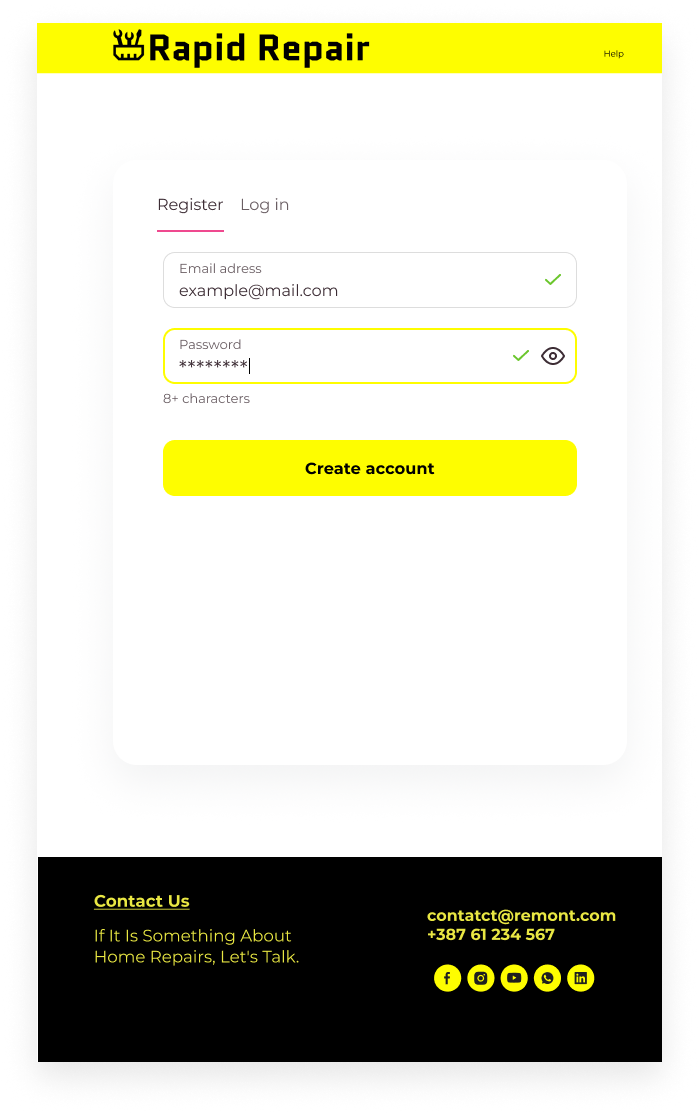 Rapid Repair
Help
Register
Log in
Email adress
example@mail.com
Password
********
8+ characters
Create account
Contact Us
If It Is Something About
Home Repairs, Let's Talk.
contatct@remont.com
+387 61 234 567